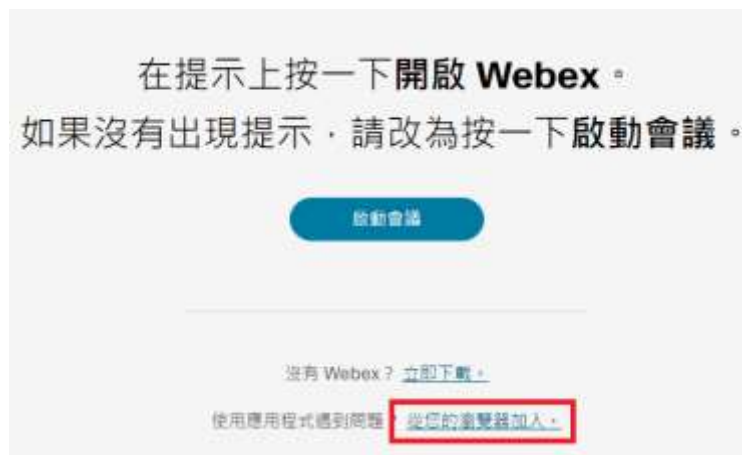 在提示上按一下開啟 Webex。
如果沒有出現提示，請改為按一下啟動會議。
啟動會議
沒有 Webex？立即下載。
使用應用程式遇到問題？從您的瀏覽器加入。